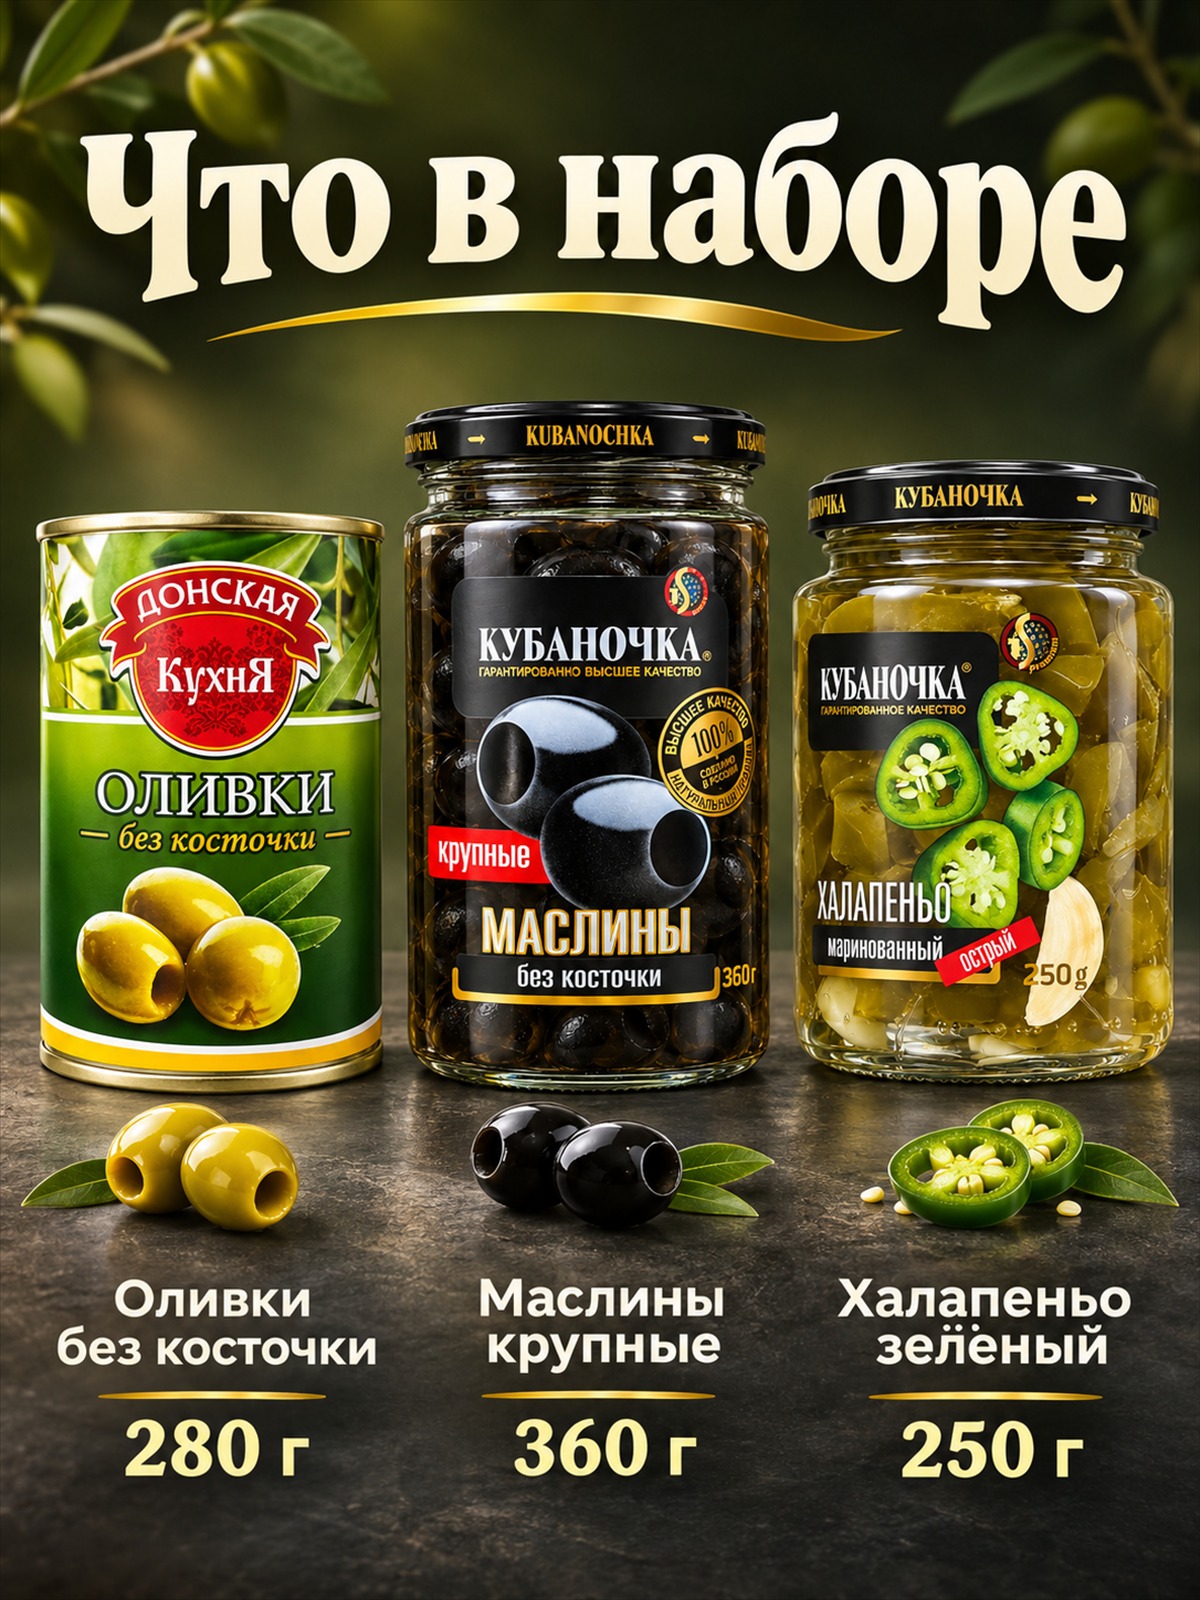 Что в наборе
KUBANOCHKA
КУБАНОЧКА
ДОНСКАЯ
КУХНЯ
ОЛИВКИ
без косточки
КУБАНОЧКА®
ГАРАНТИРОВАННО ВЫСШЕЕ КАЧЕСТВО
ВЫСШЕЕ КАЧЕСТВО
100%
СДЕЛАНО
В РОССИИ
крупные
МАСЛИНЫ
без косточки
360г
КУБАНОЧКА®
ГАРАНТИРОВАННОЕ КАЧЕСТВО
ХАЛАПЕНЬО
маринованный
острый
250g
Оливки
без косточки
280 г
Маслины
крупные
360 г
Халапеньо
зелёный
250 г